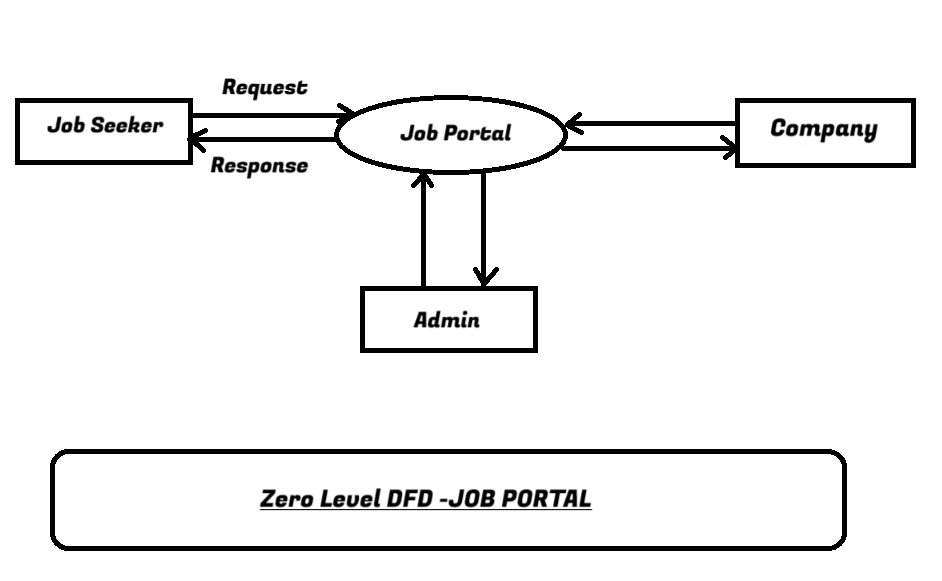 Request
Job Seeker
Job Portal
Company
Response
Admin
Zero Level DFD -JOB PORTAL